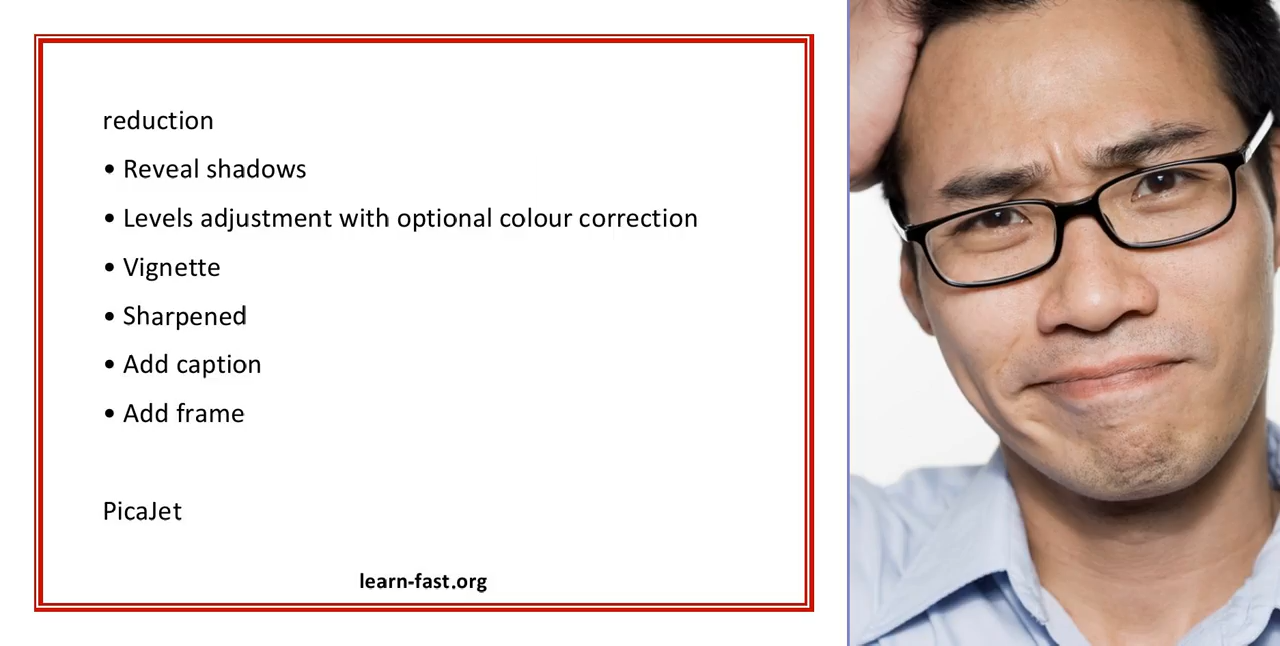 reduction
• Reveal shadows
• Levels adjustment with optional colour correction
• Vignette
• Sharpened
• Add caption
• Add frame
PicaJet
learn-fast.org